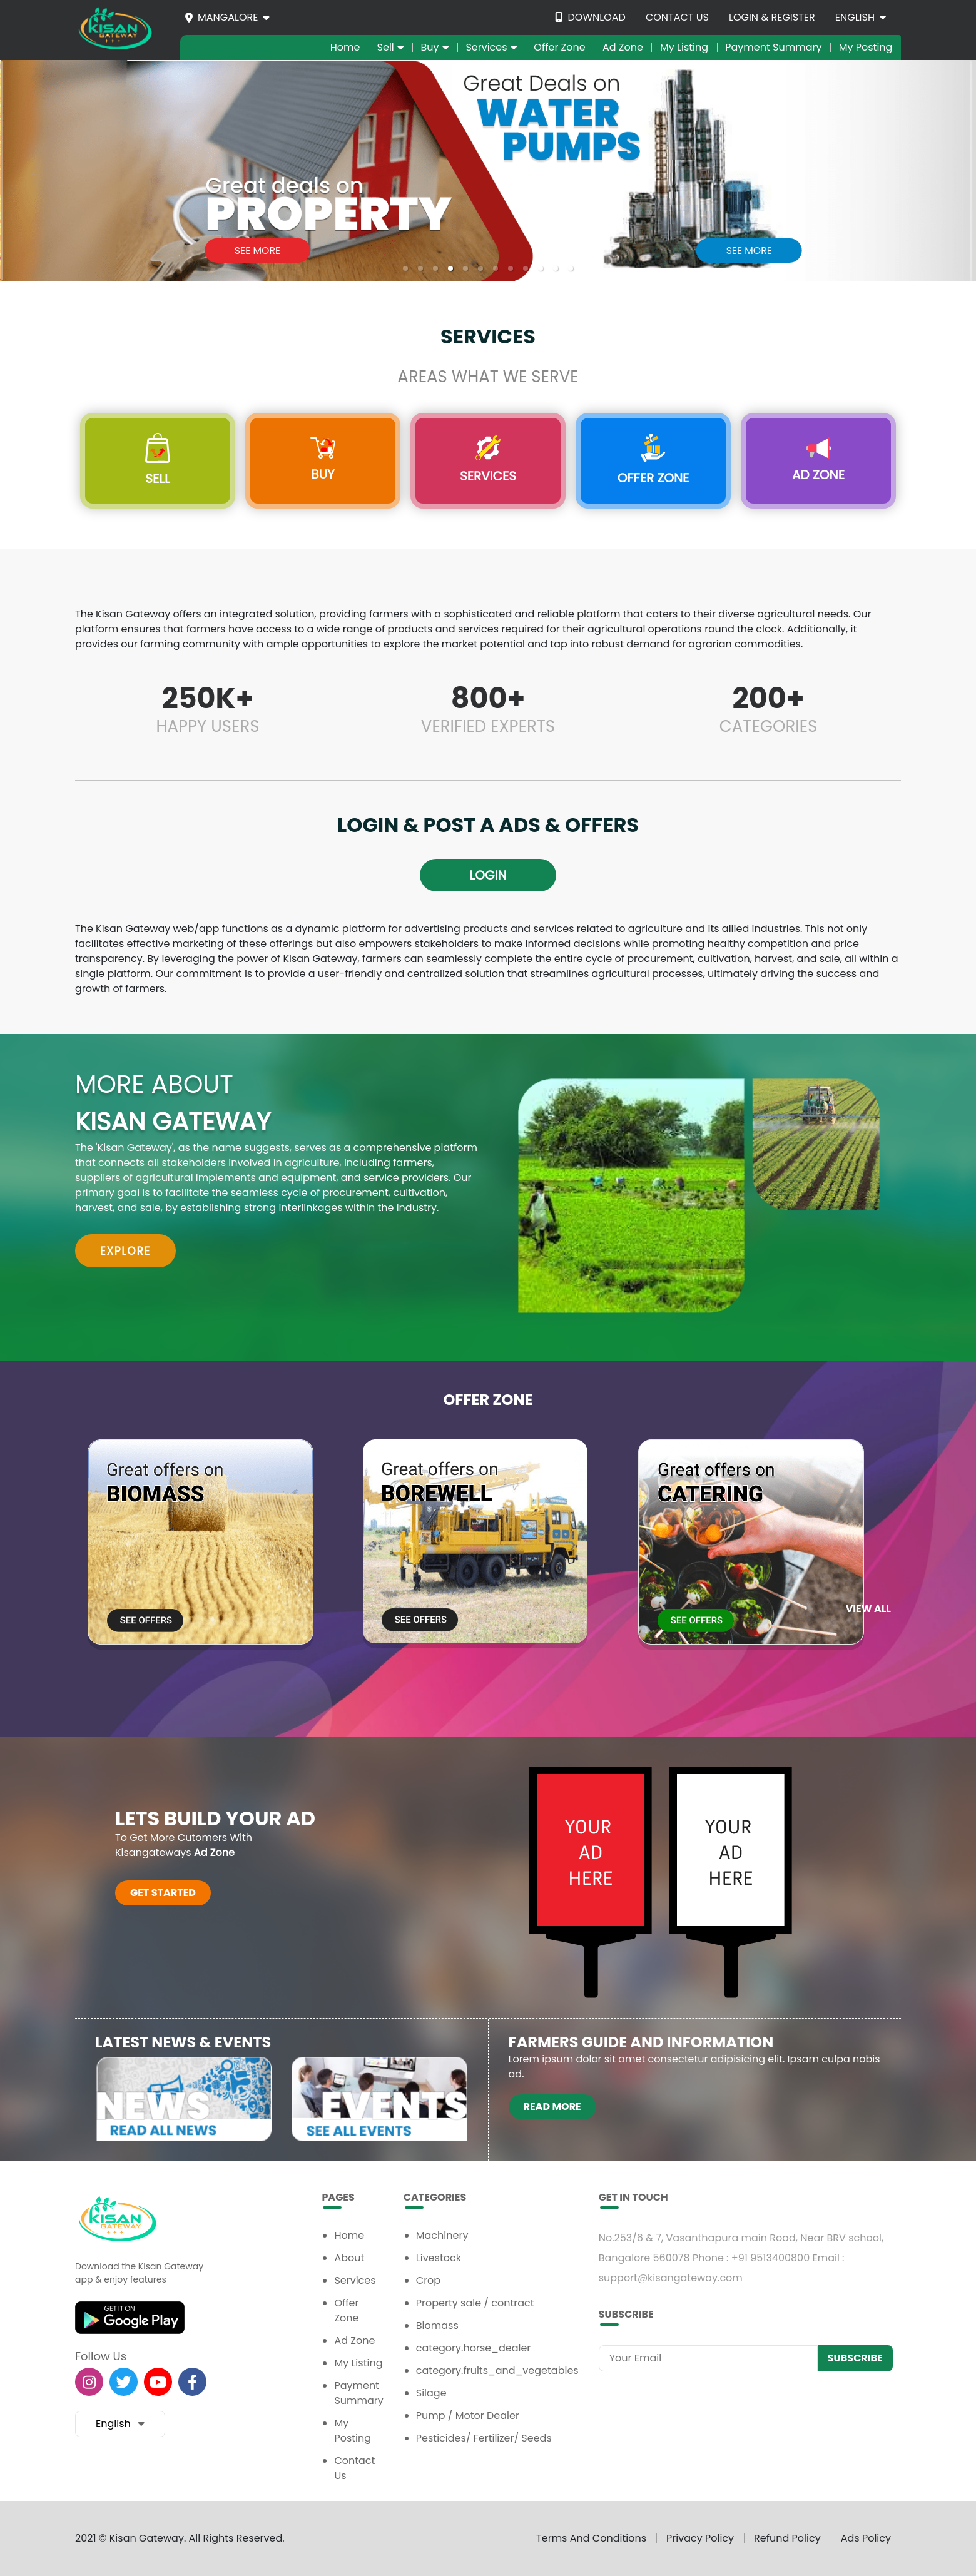 KISAN
GATEWAY
MANGALORE
DOWNLOAD CONTACT US LOGIN & REGISTER ENGLISH
Home Sell Buy Services Offer Zone Ad Zone My Listing Payment Summary My Posting
Great deals on
PROPERTY
SEE MORE
Great Deals on
WATER
PUMPS
SEE MORE
SERVICES
AREAS WHAT WE SERVE
SELL
BUY
SERVICES
OFFER ZONE
AD ZONE
The Kisan Gateway offers an integrated solution, providing farmers with a sophisticated and reliable platform that caters to their diverse agricultural needs. Our
platform ensures that farmers have access to a wide range of products and services required for their agricultural operations round the clock. Additionally, it
provides our farming community with ample opportunities to explore the market potential and tap into robust demand for agrarian commodities.
250K+
HAPPY USERS
800+
VERIFIED EXPERTS
200+
CATEGORIES
LOGIN & POST A ADS & OFFERS
LOGIN
The Kisan Gateway web/app functions as a dynamic platform for advertising products and services related to agriculture and its allied industries. This not only
facilitates effective marketing of these offerings but also empowers stakeholders to make informed decisions while promoting healthy competition and price
transparency. By leveraging the power of Kisan Gateway, farmers can seamlessly complete the entire cycle of procurement, cultivation, harvest, and sale, all within a
single platform. Our commitment is to provide a user-friendly and centralized solution that streamlines agricultural processes, ultimately driving the success and
growth of farmers.
MORE ABOUT
KISAN GATEWAY
The 'Kisan Gateway', as the name suggests, serves as a comprehensive platform
that connects all stakeholders involved in agriculture, including farmers,
suppliers of agricultural implements and equipment, and service providers. Our
primary goal is to facilitate the seamless cycle of procurement, cultivation,
harvest, and sale, by establishing strong interlinkages within the industry.
EXPLORE
OFFER ZONE
Great offers on
BIOMASS
SEE OFFERS
Great offers on
BOREWELL
SEE OFFERS
Great offers on
CATERING
SEE OFFERS
VIEW ALL
LETS BUILD YOUR AD
To Get More Cutomers With
Kisangateways Ad Zone
GET STARTED
YOUR
AD
HERE
YOUR
AD
HERE
LATEST NEWS & EVENTS
NEWS
READ ALL NEWS
EVENTS
SEE ALL EVENTS
FARMERS GUIDE AND INFORMATION
Lorem ipsum dolor sit amet consectetur adipisicing elit. Ipsam culpa nobis
ad.
READ MORE
KISAN
GATEWAY
Download the KIsan Gateway
app & enjoy features
GET IT ON
Google Play
Follow Us
English
PAGES
Home
About
Services
Offer
Zone
Ad Zone
My Listing
Payment
Summary
My
Posting
Contact
Us
CATEGORIES
Machinery
Livestock
Crop
Property sale / contract
Biomass
category.horse_dealer
category.fruits_and_vegetables
Silage
Pump / Motor Dealer
Pesticides/ Fertilizer/ Seeds
GET IN TOUCH
No.253/6 & 7, Vasanthapura main Road, Near BRV school,
Bangalore 560078 Phone : +91 9513400800 Email :
support@kisangateway.com
SUBSCRIBE
Your Email
SUBSCRIBE
2021 © Kisan Gateway. All Rights Reserved.
Terms And Conditions Privacy Policy Refund Policy Ads Policy